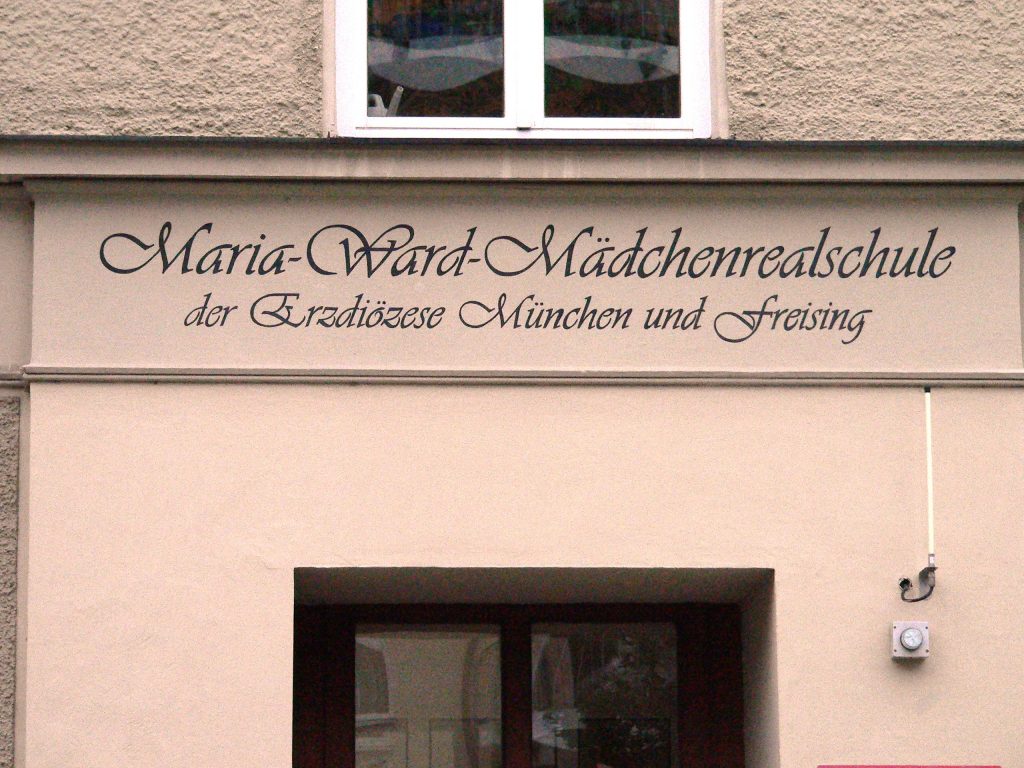 Maria-Ward-Mädchenrealschule
der Erzdiözese München und Freising